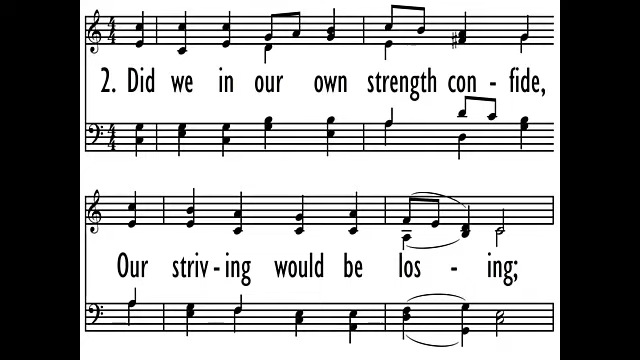 2. Did we in our own strength con - fide,
Our striv - ing would be los - ing;